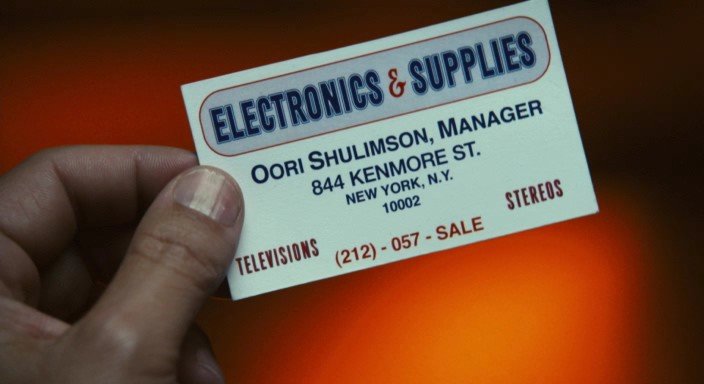 ELECTRONICS & SUPPLIES
OORI SHULIMSON, MANAGER
844 KENMORE ST.
NEW YORK, N.Y.
10002
TELEVISIONS
(212) - 057 - SALE
STEREOS